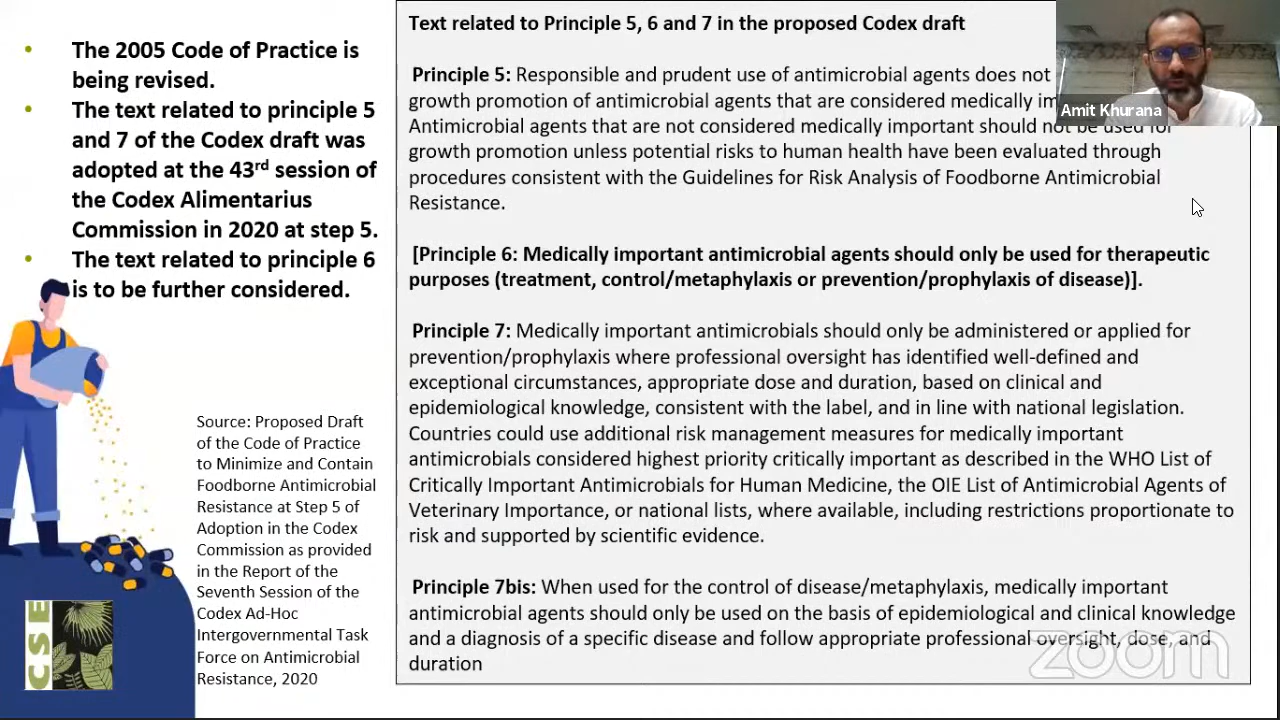 • The 2005 Code of Practice is
being revised.
• The text related to principle 5
and 7 of the Codex draft was
adopted at the 43rd session of
the Codex Alimentarius
Commission in 2020 at step 5.
• The text related to principle 6
is to be further considered.
Source: Proposed Draft
of the Code of Practice
to Minimize and Contain
Foodborne Antimicrobial
Resistance at Step 5 of
Adoption in the Codex
Commission as provided
in the Report of the
Seventh Session of the
Codex Ad-Hoc
Intergovernmental Task
Force on Antimicrobial
Resistance, 2020
CSE
Text related to Principle 5, 6 and 7 in the proposed Codex draft
Principle 5: Responsible and prudent use of antimicrobial agents does not
growth promotion of antimicrobial agents that are considered medically
Antimicrobial agents that are not considered medically important should not be used for
growth promotion unless potential risks to human health have been evaluated through
procedures consistent with the Guidelines for Risk Analysis of Foodborne Antimicrobial
Resistance.
[Principle 6: Medically important antimicrobial agents should only be used for therapeutic
purposes (treatment, control/metaphylaxis or prevention/prophylaxis of disease)].
Principle 7: Medically important antimicrobials should only be administered or applied for
prevention/prophylaxis where professional oversight has identified well-defined and
exceptional circumstances, appropriate dose and duration, based on clinical and
epidemiological knowledge, consistent with the label, and in line with national legislation.
Countries could use additional risk management measures for medically important
antimicrobials considered highest priority critically important as described in the WHO List of
Critically Important Antimicrobials for Human Medicine, the OIE List of Antimicrobial Agents of
Veterinary Importance, or national lists, where available, including restrictions proportionate to
risk and supported by scientific evidence.
Principle 7bis: When used for the control of disease/metaphylaxis, medically important
antimicrobial agents should only be used on the basis of epidemiological and clinical knowledge
and a diagnosis of a specific disease and follow appropriate professional oversight, dose, and
duration
Amit Khurana
zoom